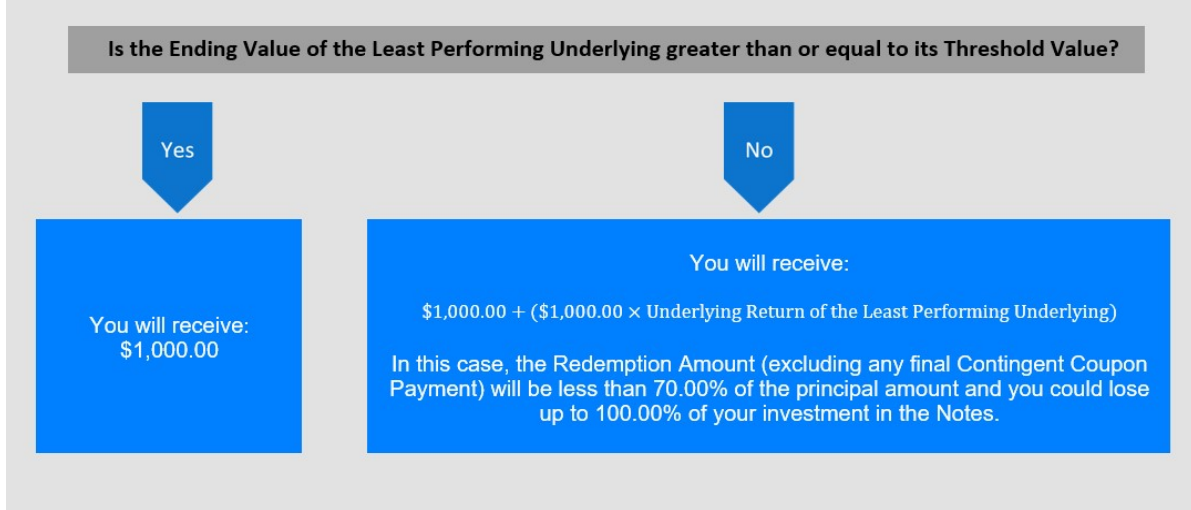 Is the Ending Value of the Least Performing Underlying greater than or equal to its Threshold Value?
Yes
No
You will receive:
$1,000.00
You will receive:
$1,000.00 + ($1,000.00 × Underlying Return of the Least Performing Underlying)
In this case, the Redemption Amount (excluding any final Contingent Coupon
Payment) will be less than 70.00% of the principal amount and you could lose
up to 100.00% of your investment in the Notes.